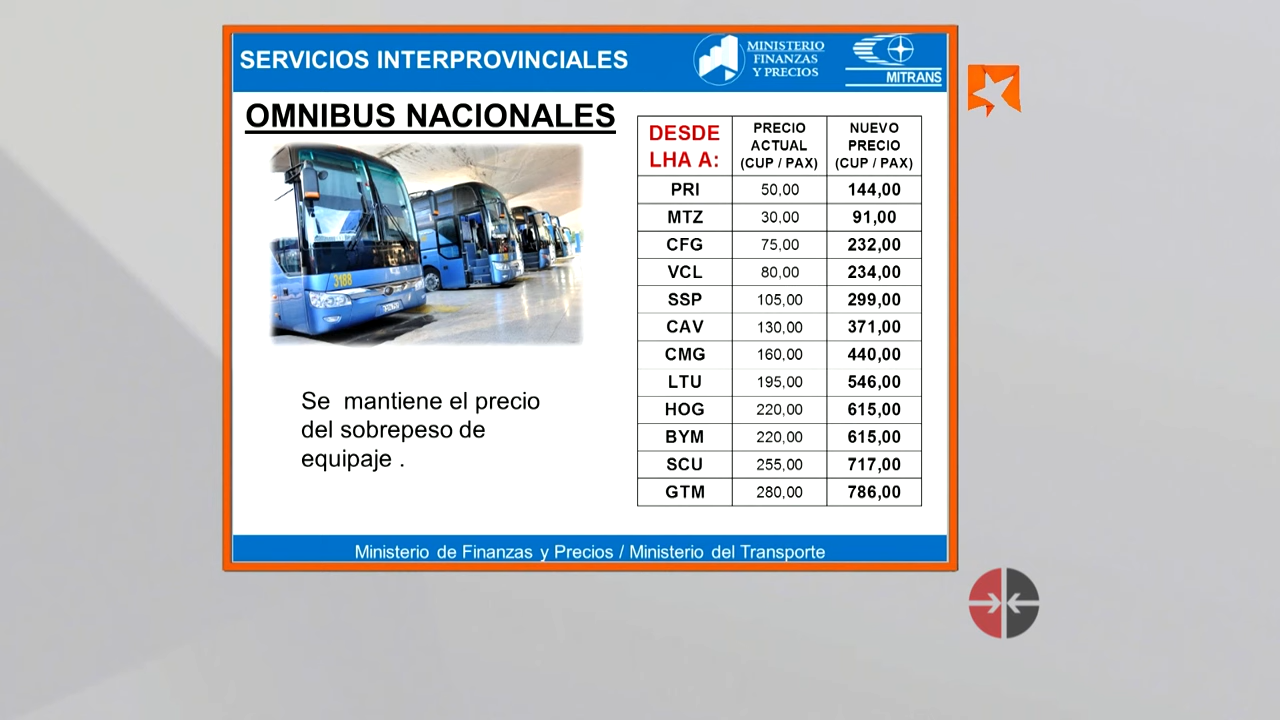 SERVICIOS INTERPROVINCIALES
MINISTERIO
FINANZAS
Y PRECIOS
MITRANS
OMNIBUS NACIONALES
Se mantiene el precio
del sobrepeso de
equipaje .
DESDE LHA A: PRECIO ACTUAL (CUP / PAX) NUEVO PRECIO (CUP / PAX)
PRI 50,00 144,00
MTZ 30,00 91,00
CFG 75,00 232,00
VCL 80,00 234,00
SSP 105,00 299,00
CAV 130,00 371,00
CMG 160,00 440,00
LTU 195,00 546,00
HOG 220,00 615,00
BYM 220,00 615,00
SCU 255,00 717,00
GTM 280,00 786,00
3188
Ministerio de Finanzas y Precios / Ministerio del Transporte